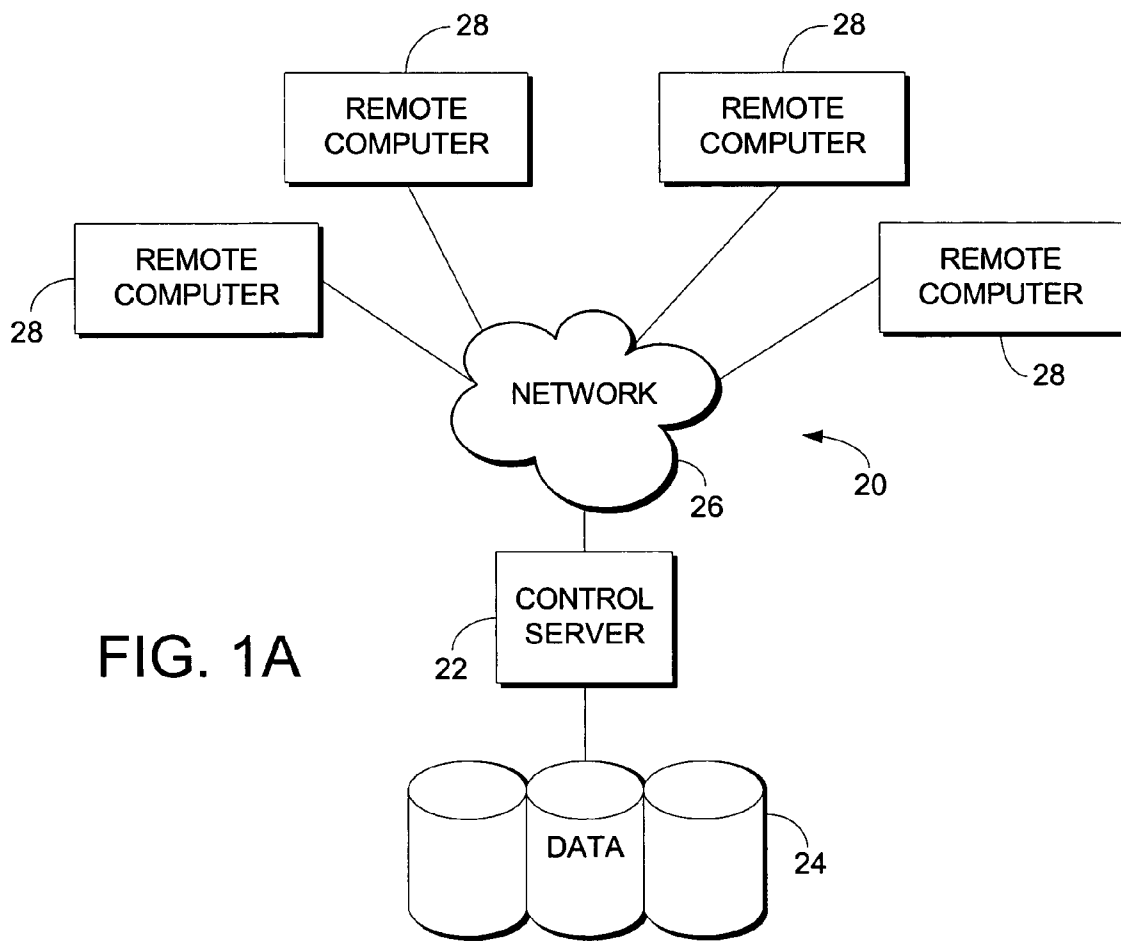 28
28
REMOTE
COMPUTER
REMOTE
COMPUTER
REMOTE
COMPUTER
REMOTE
COMPUTER
28
28
NETWORK
26
20
CONTROL
SERVER
22
FIG. 1A
DATA
24